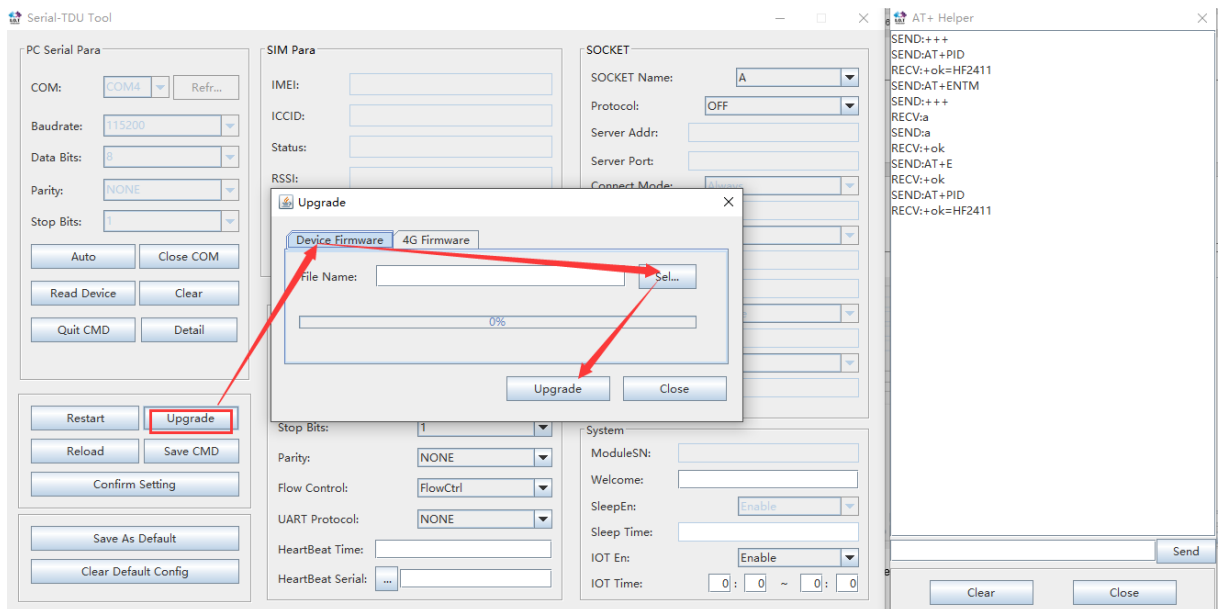 Serial-TDU Tool
PC Serial Para
COM:
COM4
Refr...
Baudrate:
115200
Data Bits:
8
Parity:
NONE
Stop Bits:
1
Auto
Close COM
Read Device
Clear
Quit CMD
Detail
Restart
Upgrade
Reload
Save CMD
Confirm Setting
Save As Default
Clear Default Config
SIM Para
IMEI:
ICCID:
Status:
RSSI:
Upgrade
Device Firmware
4G Firmware
File Name:
Sel...
0%
Upgrade
Close
Stop Bits:
1
Parity:
NONE
Flow Control:
FlowCtrl
UART Protocol:
NONE
HeartBeat Time:
HeartBeat Serial:
...
SOCKET
SOCKET Name:
A
Protocol:
OFF
Server Addr:
Server Port:
Connect Mode:
Always
System
ModuleSN:
Welcome:
SleepEn:
Enable
Sleep Time:
IOT En:
Enable
IOT Time:
0 : 0 ~ 0 : 0
AT+ Helper
SEND:+++
SEND:AT+PID
RECV:+ok=HF2411
SEND:AT+ENTM
SEND:+++
RECV:a
SEND:a
RECV:+ok
SEND:AT+E
RECV:+ok
SEND:AT+PID
RECV:+ok=HF2411
Send
Clear
Close